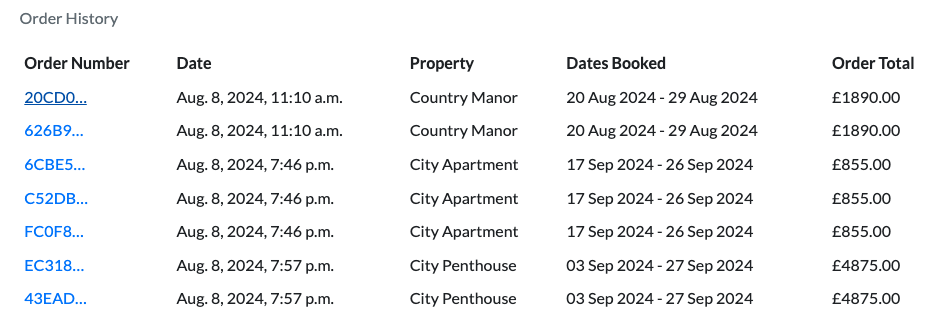 Order History
Order Number Date Property Dates Booked Order Total
20CD0... Aug. 8, 2024, 11:10 a.m. Country Manor 20 Aug 2024 - 29 Aug 2024 £1890.00
626B9... Aug. 8, 2024, 11:10 a.m. Country Manor 20 Aug 2024 - 29 Aug 2024 £1890.00
6CBE5... Aug. 8, 2024, 7:46 p.m. City Apartment 17 Sep 2024 - 26 Sep 2024 £855.00
C52DB... Aug. 8, 2024, 7:46 p.m. City Apartment 17 Sep 2024 - 26 Sep 2024 £855.00
FC0F8... Aug. 8, 2024, 7:46 p.m. City Apartment 17 Sep 2024 - 26 Sep 2024 £855.00
EC318... Aug. 8, 2024, 7:57 p.m. City Penthouse 03 Sep 2024 - 27 Sep 2024 £4875.00
43EAD... Aug. 8, 2024, 7:57 p.m. City Penthouse 03 Sep 2024 - 27 Sep 2024 £4875.00